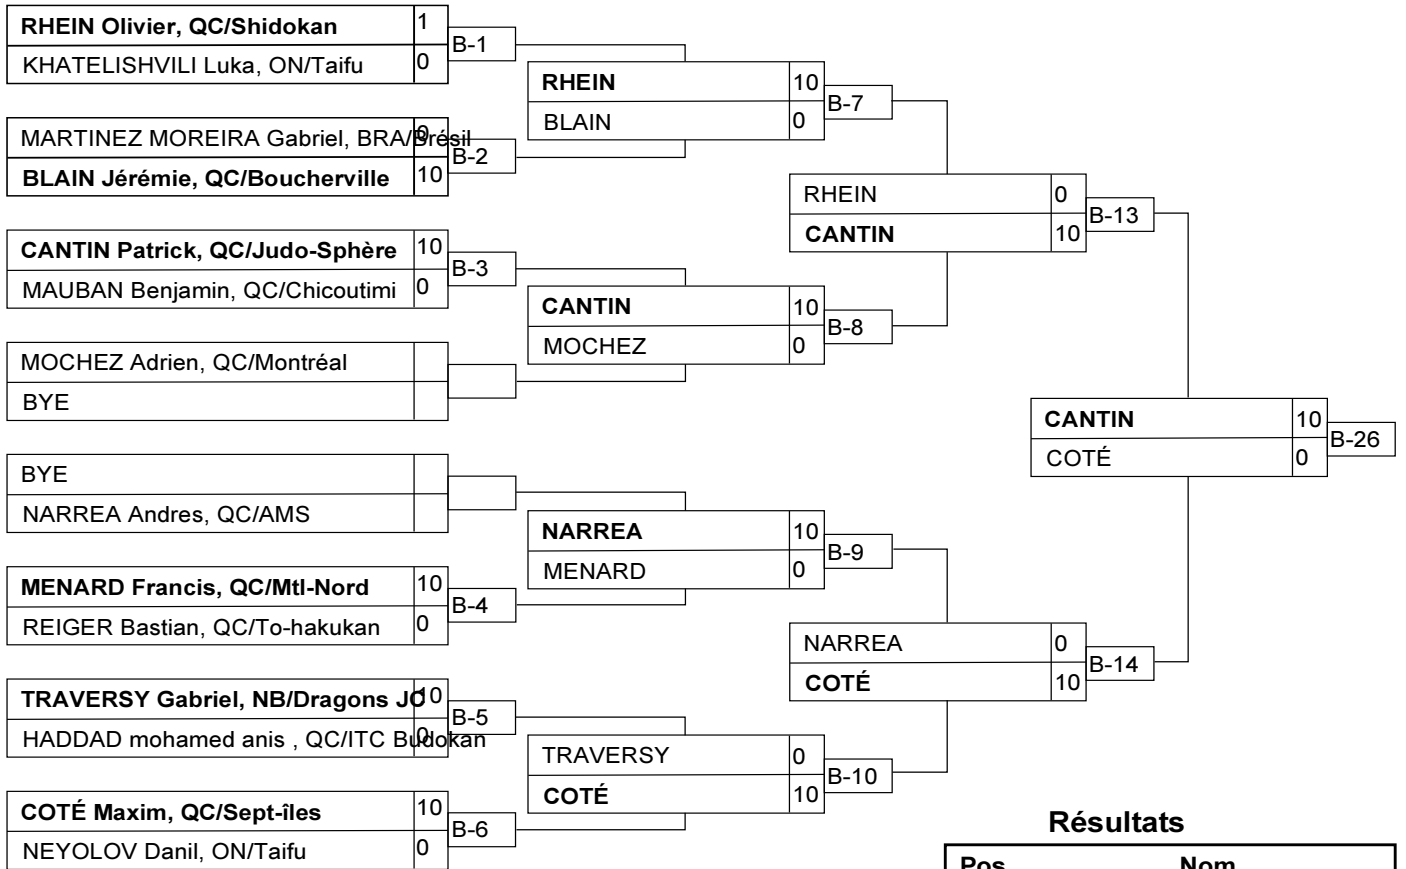 RHEIN Olivier, QC/Shidokan 1
KHATELISHVILI Luka, ON/Taifu 0
B-1
MARTINEZ MOREIRA Gabriel, BRA/Brésil 0
BLAIN Jérémie, QC/Boucherville 10
B-2
CANTIN Patrick, QC/Judo-Sphère 10
MAUBAN Benjamin, QC/Chicoutimi 0
B-3
MOCHEZ Adrien, QC/Montréal
BYE
BYE
NARREA Andres, QC/AMS
MENARD Francis, QC/Mtl-Nord 10
REIGER Bastian, QC/To-hakukan 0
B-4
TRAVERSY Gabriel, NB/Dragons JC 10
HADDAD mohamed anis , QC/ITC Budokan 0
B-5
COTÉ Maxim, QC/Sept-îles 10
NEYOLOV Danil, ON/Taifu 0
B-6
RHEIN 10
BLAIN 0
B-7
CANTIN 10
MOCHEZ 0
B-8
NARREA 10
MENARD 0
B-9
TRAVERSY 0
COTÉ 10
B-10
RHEIN 0
CANTIN 10
B-13
NARREA 0
COTÉ 10
B-14
CANTIN 10
COTÉ 0
B-26
Résultats
Pos Nom